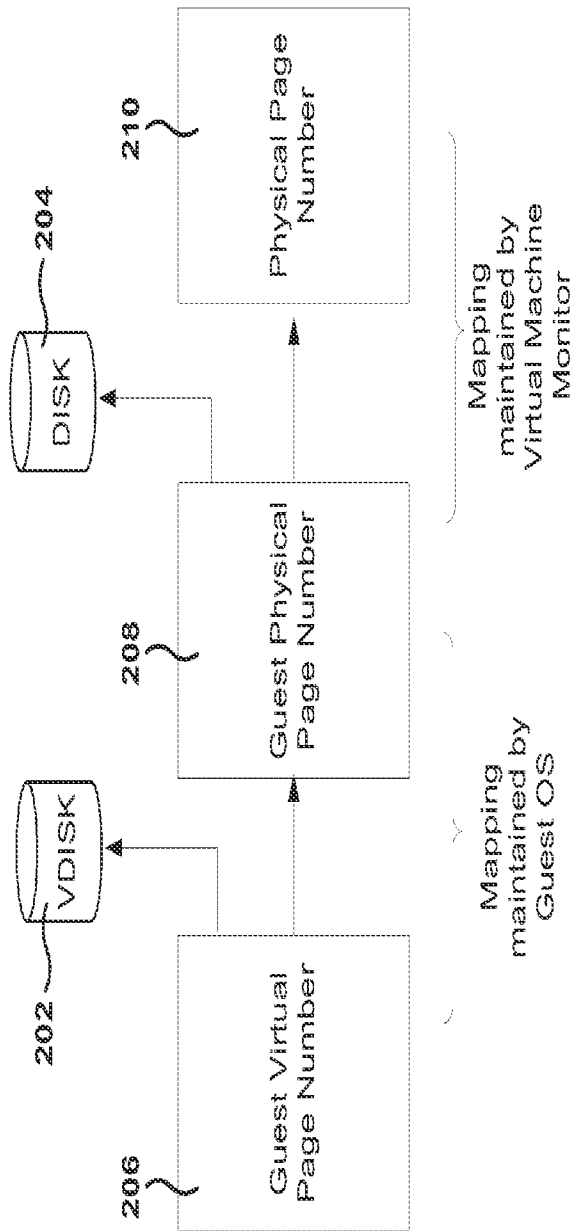 202
VDISK
204
DISK
206
Guest Virtual
Page Number
208
Guest Physical
Page Number
210
Physical Page
Number
Mapping
maintained by
Guest OS
Mapping
maintained by
Virtual Machine
Monitor